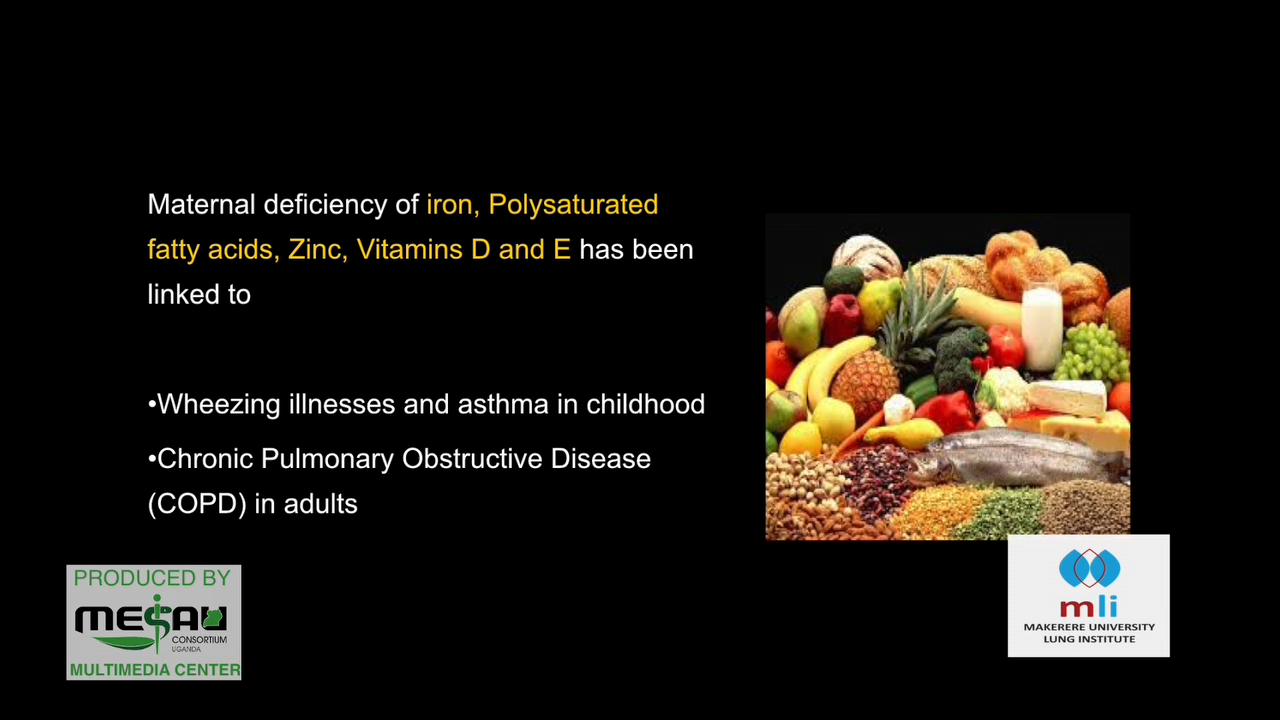 Maternal deficiency of iron, Polysaturated
fatty acids, Zinc, Vitamins D and E has been
linked to
•Wheezing illnesses and asthma in childhood
•Chronic Pulmonary Obstructive Disease
(COPD) in adults
PRODUCED BY
MESAU
CONSORTIUM
UGANDA
MULTIMEDIA CENTER
mli
MAKERERE UNIVERSITY
LUNG INSTITUTE